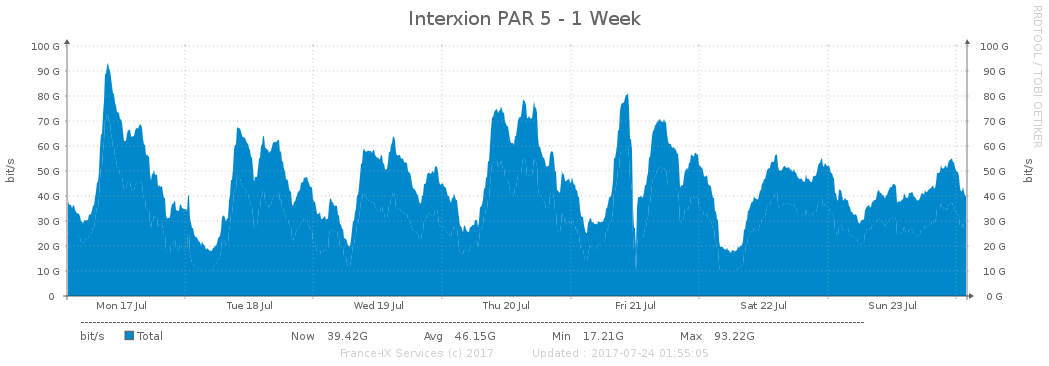 Interxion PAR 5 - 1 Week
RRDTOOL / TOBI OETIKER
bit/s
100 G 100 G
90 G 90 G
80 G 80 G
70 G 70 G
60 G 60 G
50 G 50 G
40 G 40 G
30 G 30 G
20 G 20 G
10 G 10 G
0 0 G
bit/s
Mon 17 Jul Tue 18 Jul Wed 19 Jul Thu 20 Jul Fri 21 Jul Sat 22 Jul Sun 23 Jul
bit/s Total Now 39.42G Avg 46.15G Min 17.21G Max 93.22G
France-IX Services (c) 2017 Updated : 2017-07-24 01:55:05